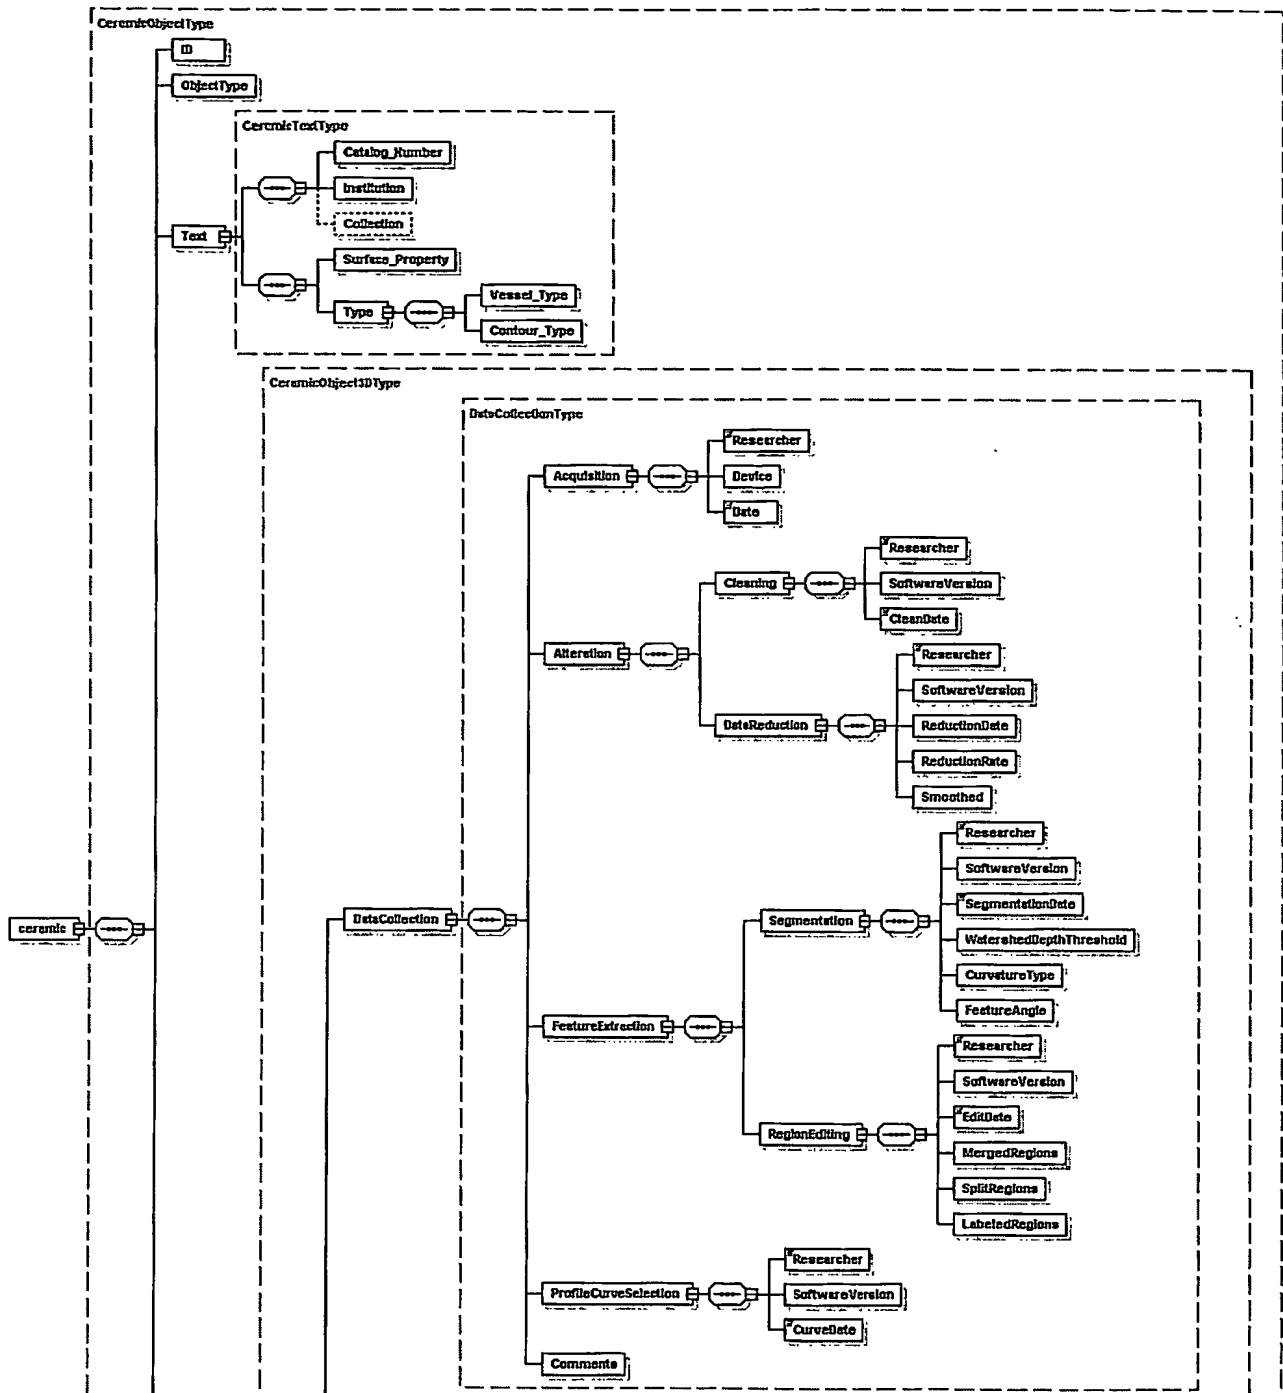 CeramicObjectType
ID
ObjectType
CeramicTextType
Catalog_Number
Institution
Collection
Text
Surface_Property
Type
Vessel_Type
Contour_Type
CeramicObject3DType
DataCollectionType
Researcher
Acquisition
Device
Date
Researcher
Cleaning
SoftwareVersion
CleanDate
Alteration
Researcher
SoftwareVersion
DataReduction
ReductionDate
ReductionRate
Smoothed
Researcher
SoftwareVersion
SegmentationDate
ceramic
DataCollection
Segmentation
WatershedDepthThreshold
CurvatureType
FeatureAngle
FeatureExtraction
Researcher
SoftwareVersion
EditDate
RegionEditing
MergedRegions
SplitRegions
LabeledRegions
Researcher
ProfileCurveSelection
SoftwareVersion
CurveDate
Comments